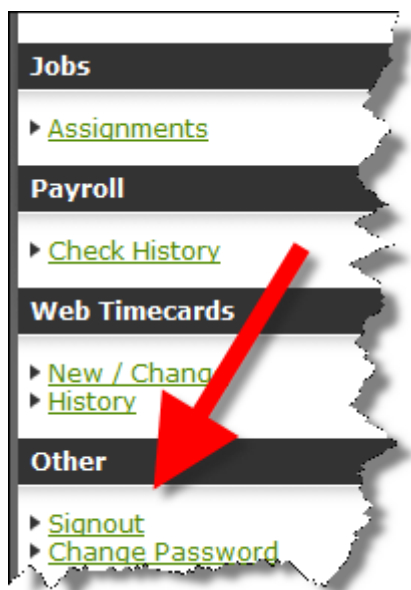 Jobs
Assignments
Payroll
Check History
Web Timecards
New / Chang
History
Other
Signout
Change Password